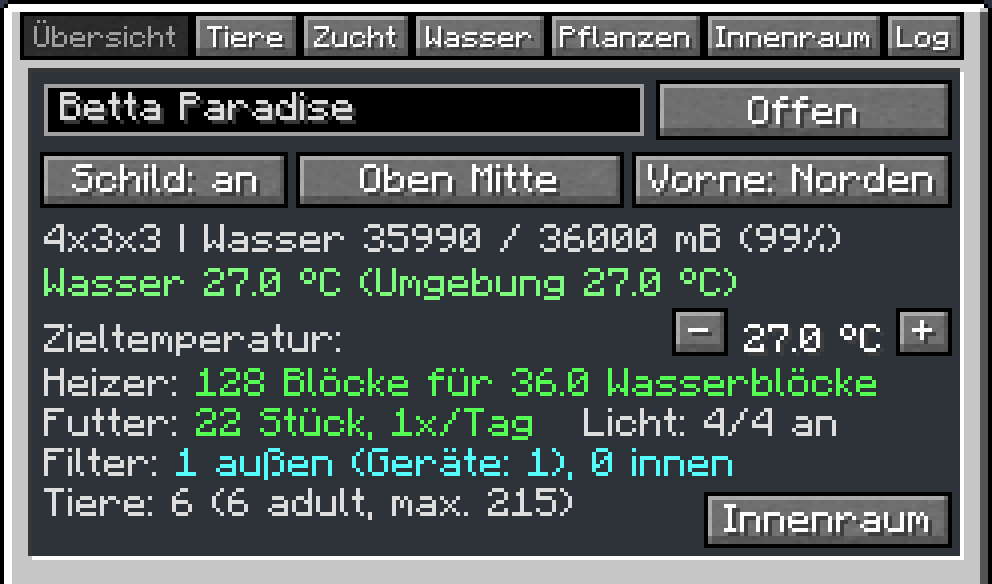 Übersicht Tiere Zucht Wasser Pflanzen Innenraum Log
Betta Paradise Offen
Schild: an Oben Mitte Vorne: Norden
4x3x3 | Wasser 35990 / 36000 mB (99%)
Wasser 27.0 °C (Umgebung 27.0 °C)
Zieltemperatur: - 27.0 °C +
Heizer: 128 Blöcke für 36.0 Wasserblöcke
Futter: 22 Stück, 1x/Tag Licht: 4/4 an
Filter: 1 außen (Geräte: 1), 0 innen
Tiere: 6 (6 adult, max. 215)
Innenraum